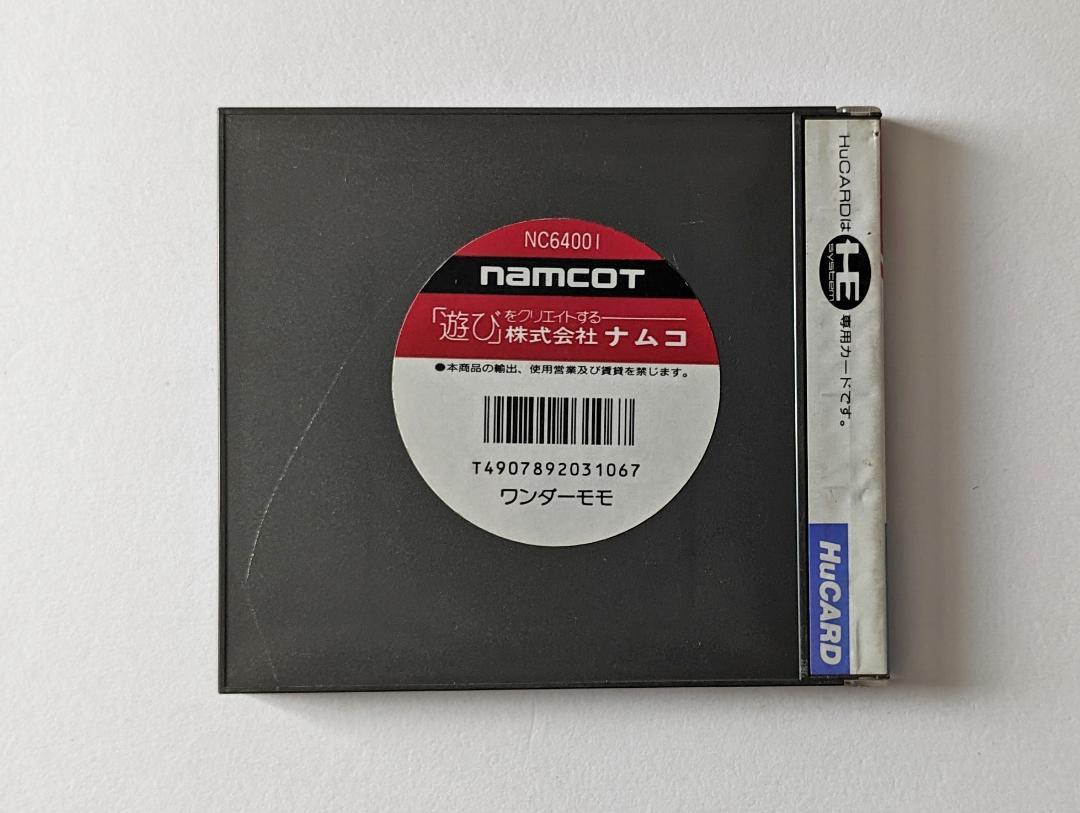 NC64001
namcot
「遊び」をクリエイトする
株式会社ナムコ
●本商品の輸出、使用営業及び賃貸を禁じます。
T4907892031067
ワンダーモモ
HuCARDは
HE
system
専用カードです。
HuCARD